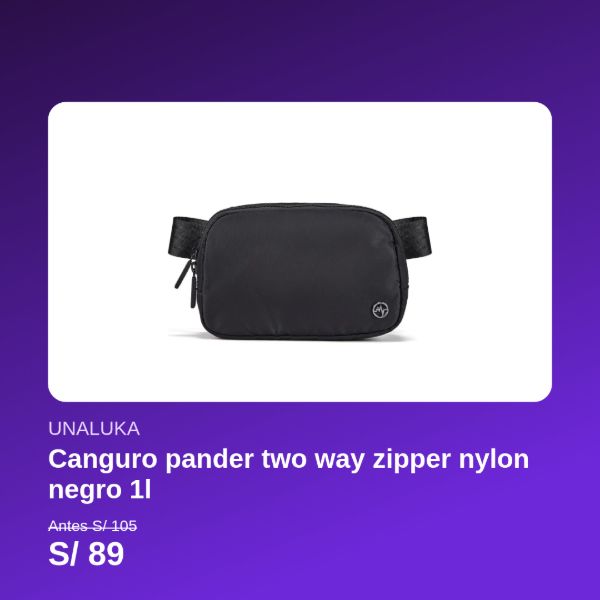 UNALUKA
Canguro pander two way zipper nylon
negro 1l
Antes S/ 105
S/ 89